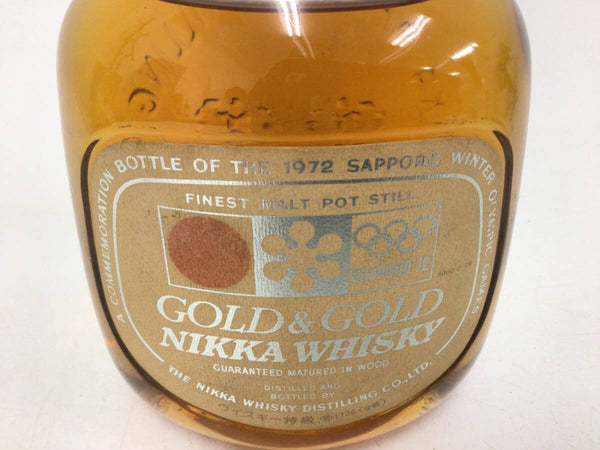 A COMMEMORATION BOTTLE OF THE 1972 SAPPORO WINTER OLYMPIC GAMES
FINEST MALT POT STILL
SAPPORO'72
GOLD & GOLD
NIKKA WHISKY
GUARANTEED MATURED IN WOOD
DISTILLED AND
BOTTLED BY
THE NIKKA WHISKY DISTILLING CO., LTD.
ウイスキー特級